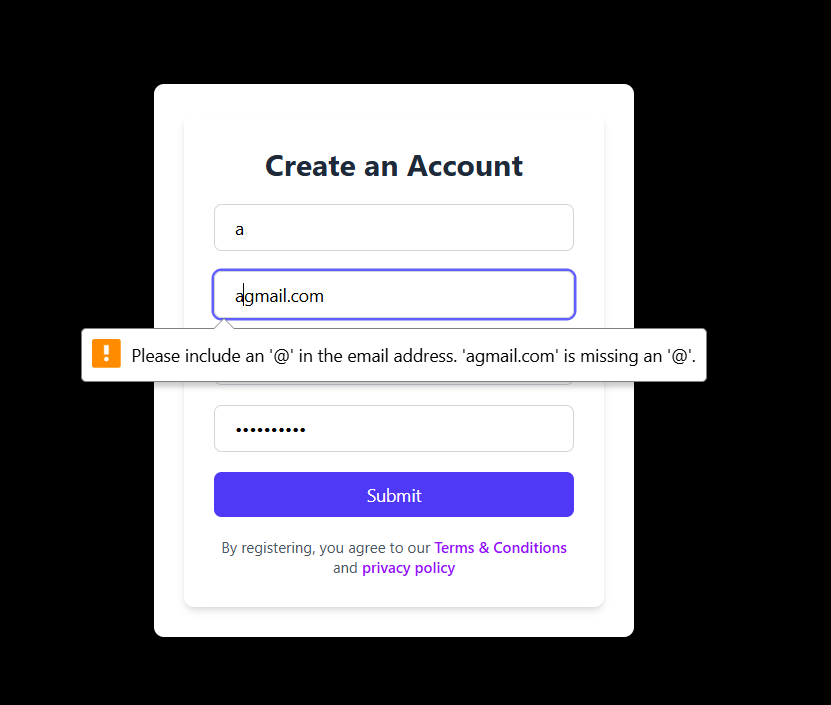 Create an Account
a
agmail.com
Please include an '@' in the email address. 'agmail.com' is missing an '@'.
••••••••••
Submit
By registering, you agree to our Terms & Conditions
and privacy policy